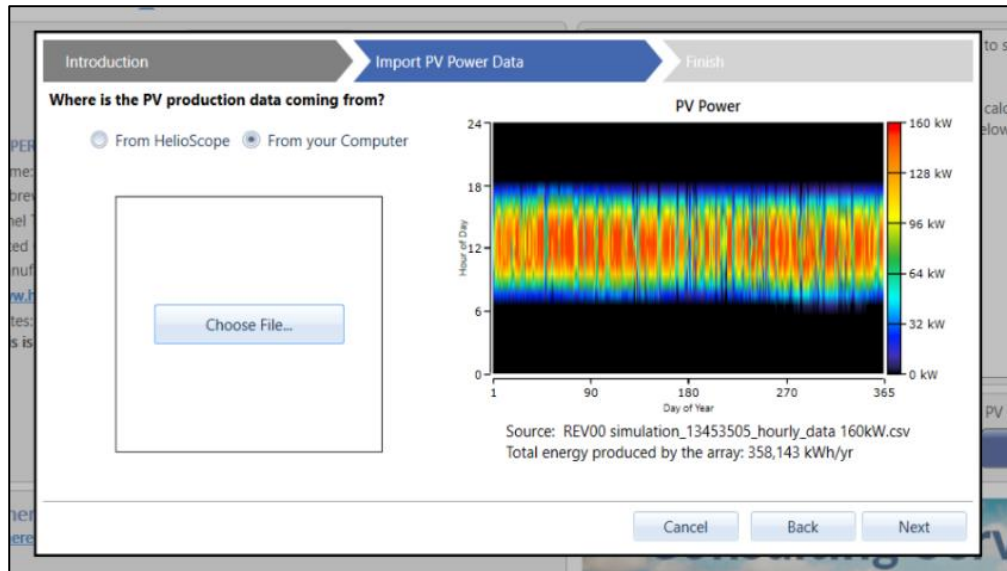 Introduction
Import PV Power Data
Finish
Where is the PV production data coming from?
From HelioScope
From your Computer
Choose File...
PV Power
24
18
12
6
0
Hour of Day
160 kW
128 kW
96 kW
64 kW
32 kW
0 kW
1 90 180 270 365
Day of Year
Source: REV00 simulation_13453505_hourly_data 160kW.csv
Total energy produced by the array: 358,143 kWh/yr
Cancel
Back
Next
to s
PV